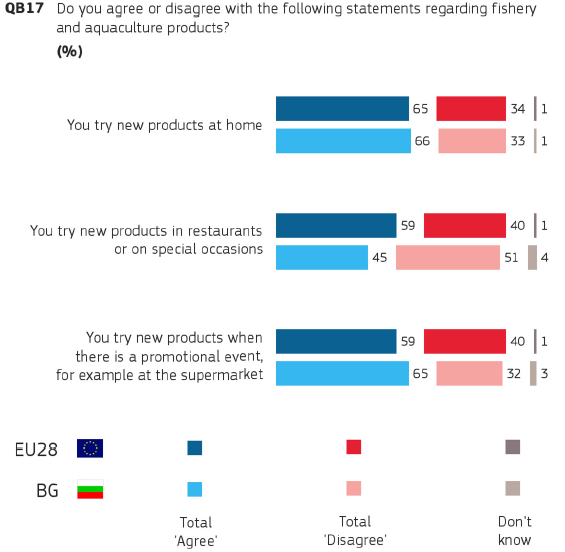 QB17 Do you agree or disagree with the following statements regarding fishery
and aquaculture products?
(%)
You try new products at home
65 34 1
66 33 1
You try new products in restaurants
or on special occasions
59 40 1
45 51 4
You try new products when
there is a promotional event,
for example at the supermarket
59 40 1
65 32 3
EU28
BG
Total
'Agree'
Total
'Disagree'
Don't
know